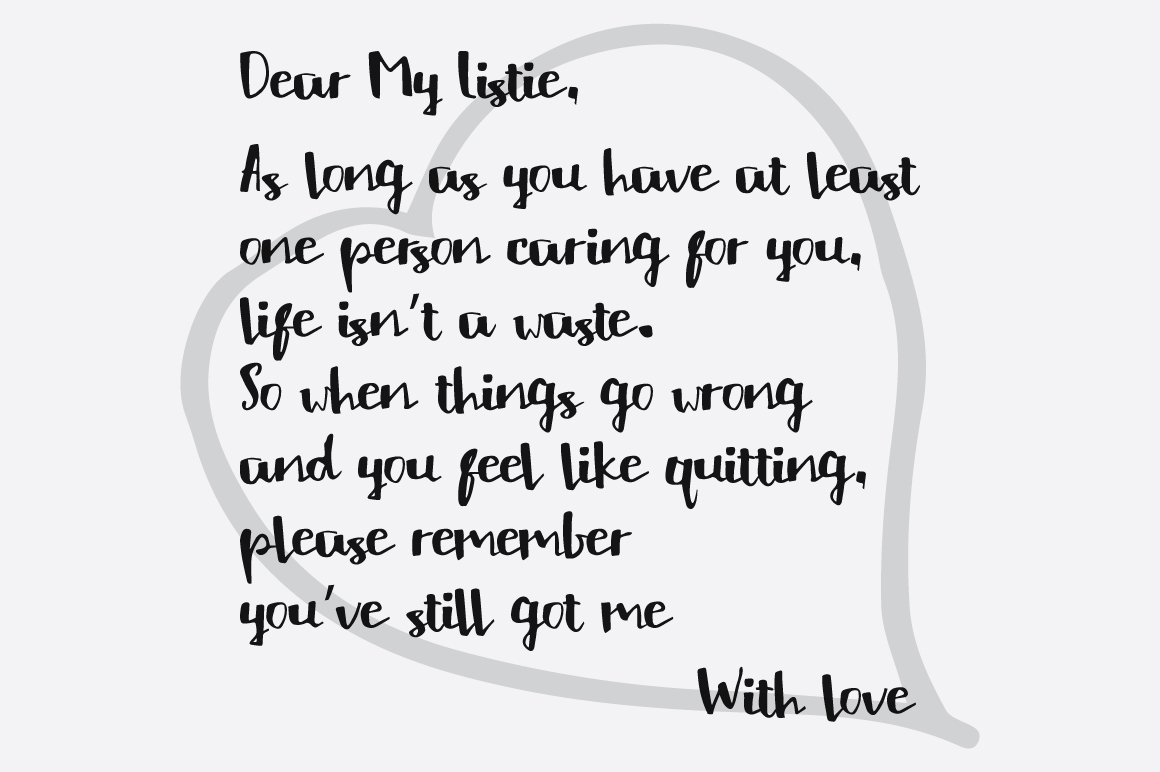 Dear My Listie,
As long as you have at least
one person caring for you,
life isn't a waste.
So when things go wrong
and you feel like quitting,
please remember
you've still got me
With love